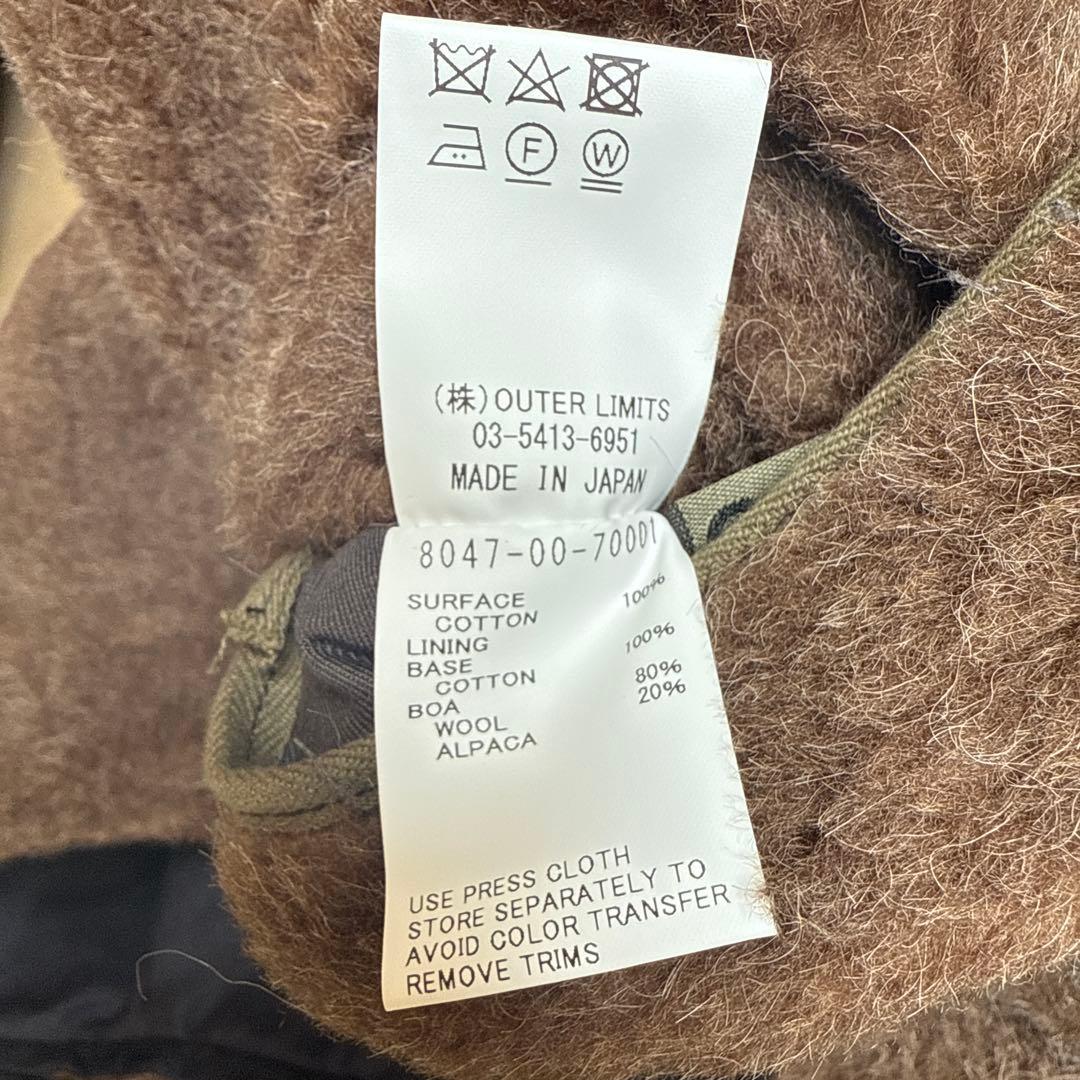 F W
(株)OUTER LIMITS
03-5413-6951
MADE IN JAPAN
8047-00-70001
SURFACE
COTTON 100%
LINING
BASE
COTTON 100%
BOA
WOOL 80%
ALPACA 20%
USE PRESS CLOTH
STORE SEPARATELY TO
AVOID COLOR TRANSFER
REMOVE TRIMS